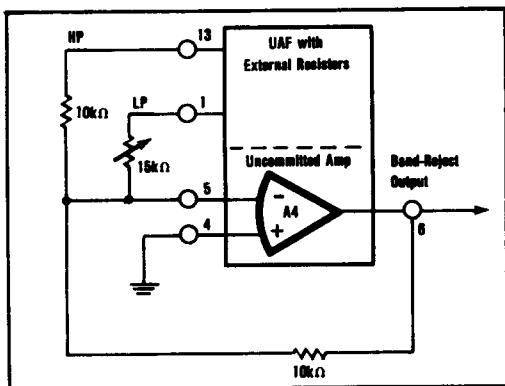 HP
13
UAF with
External Resistors
10kΩ
LP
1
15kΩ
Uncommitted Amp
Band-Reject
Output
5
−
A4
4
+
6
10kΩ